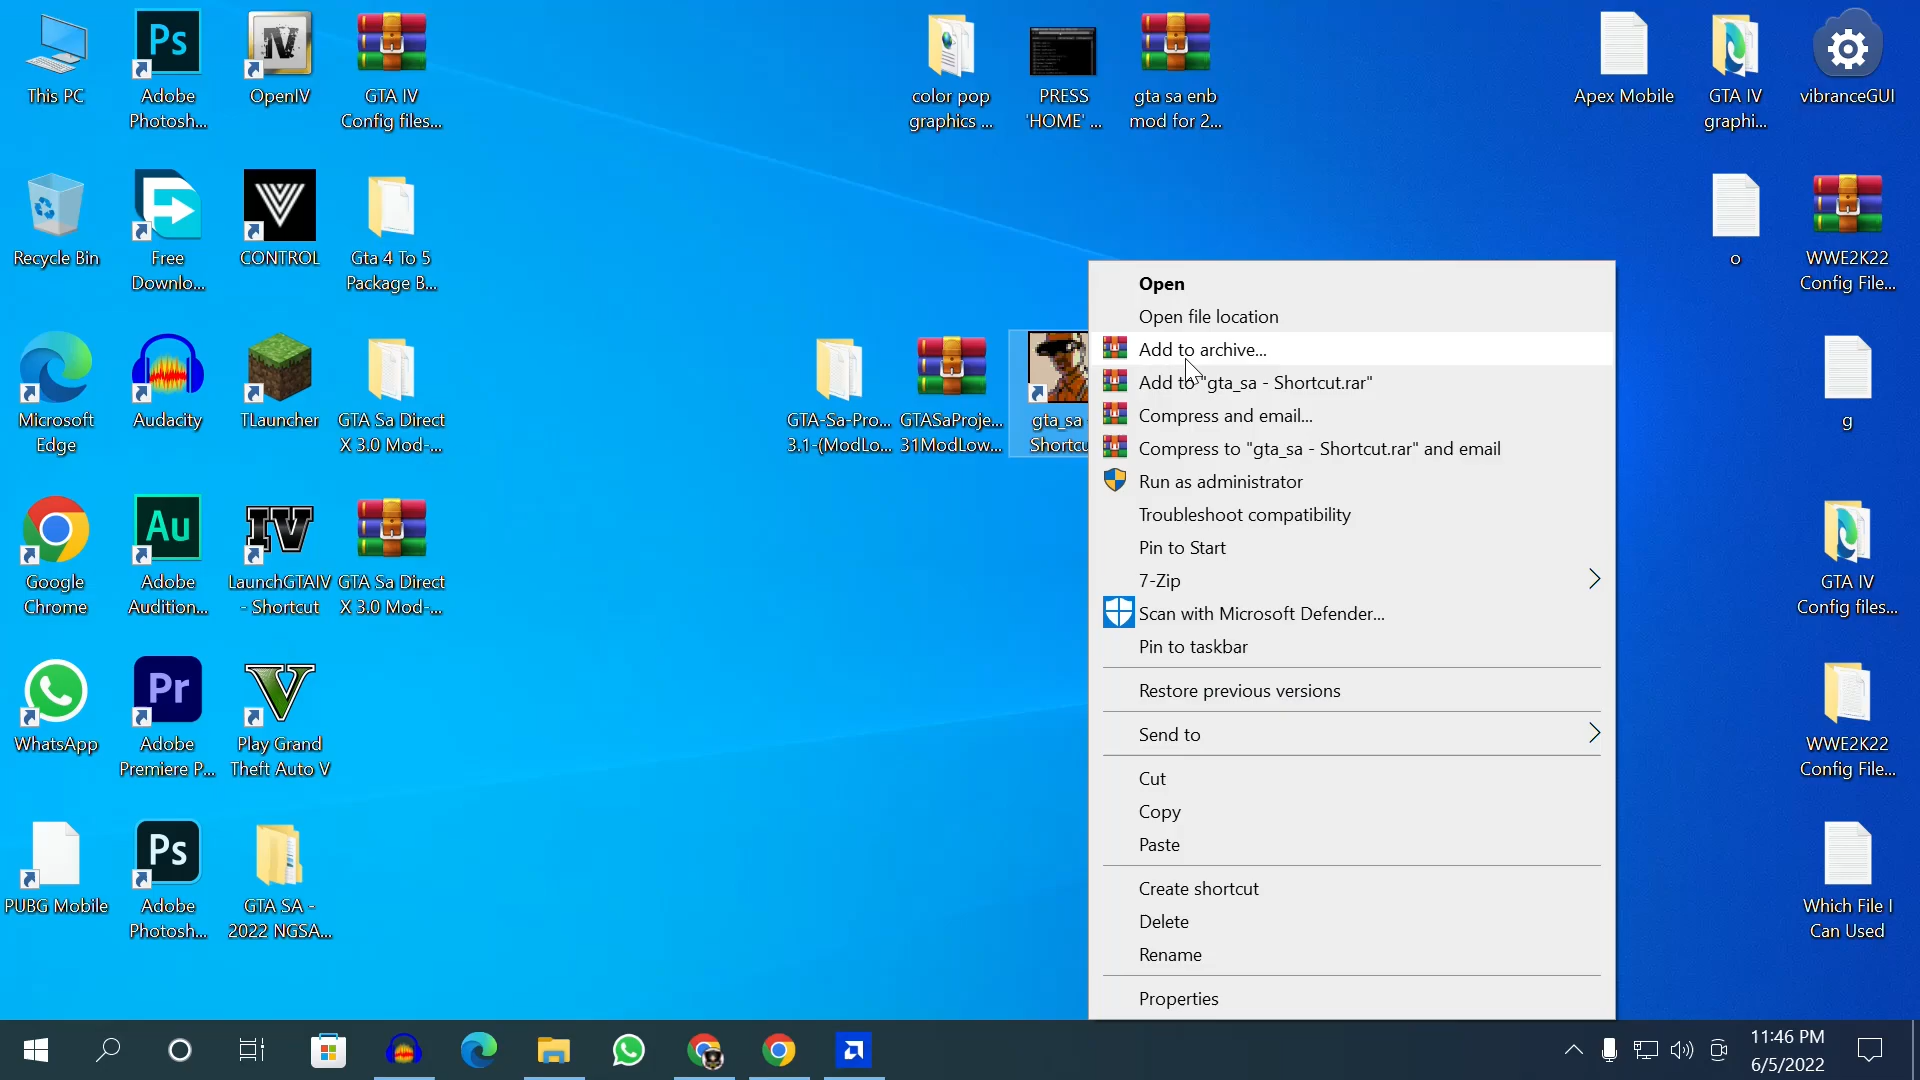 This PC
Adobe
Photosh...
OpenIV
GTA IV
Config files...
color pop
graphics ...
PRESS
'HOME' ...
gta sa enb
mod for 2...
Apex Mobile
GTA IV
graphi...
vibranceGUI
Recycle Bin
Free
Downlo...
CONTROL
Gta 4 To 5
Package B...
o
WWE2K22
Config File...
Microsoft
Edge
Audacity
TLauncher
GTA Sa Direct
X 3.0 Mod-...
GTA-Sa-Pro...
3.1-(ModLo...
GTASaProje...
31ModLow...
gta_sa
Shortcu
g
Google
Chrome
Adobe
Audition...
LaunchGTAIV
- Shortcut
GTA Sa Direct
X 3.0 Mod-...
GTA IV
Config files...
WhatsApp
Adobe
Premiere P...
Play Grand
Theft Auto V
WWE2K22
Config File...
PUBG Mobile
Adobe
Photosh...
GTA SA -
2022 NGSA...
Which File I
Can Used
Open
Open file location
Add to archive...
Add to "gta_sa - Shortcut.rar"
Compress and email...
Compress to "gta_sa - Shortcut.rar" and email
Run as administrator
Troubleshoot compatibility
Pin to Start
7-Zip
Scan with Microsoft Defender...
Pin to taskbar
Restore previous versions
Send to
Cut
Copy
Paste
Create shortcut
Delete
Rename
Properties
Ps
IV
Au
IV
Pr
V
Ps
11:46 PM
6/5/2022